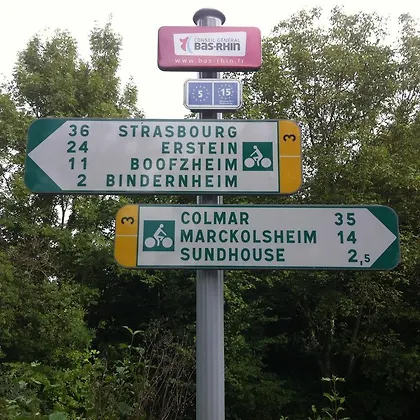 CONSEIL GÉNÉRAL
BAS-RHIN
www.bas-rhin.fr
5 15
36 STRASBOURG
24 ERSTEIN
11 BOOFZHEIM
2 BINDERNHEIM
3
3
COLMAR 35
MARCKOLSHEIM 14
SUNDHOUSE 2,5